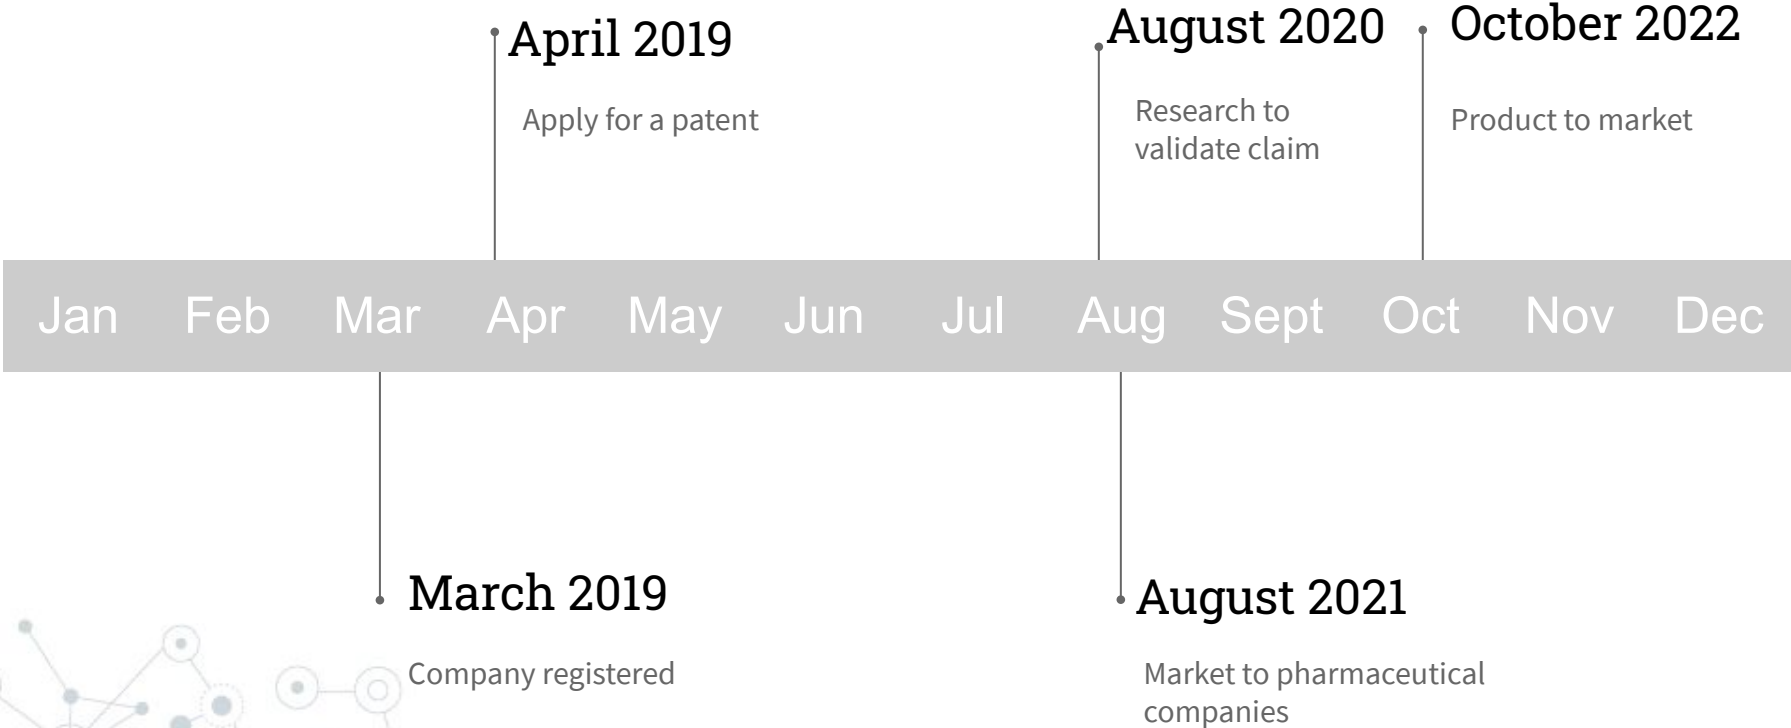 April 2019
Apply for a patent
August 2020
Research to
validate claim
October 2022
Product to market
Jan Feb Mar Apr May Jun Jul Aug Sept Oct Nov Dec
March 2019
Company registered
August 2021
Market to pharmaceutical
companies